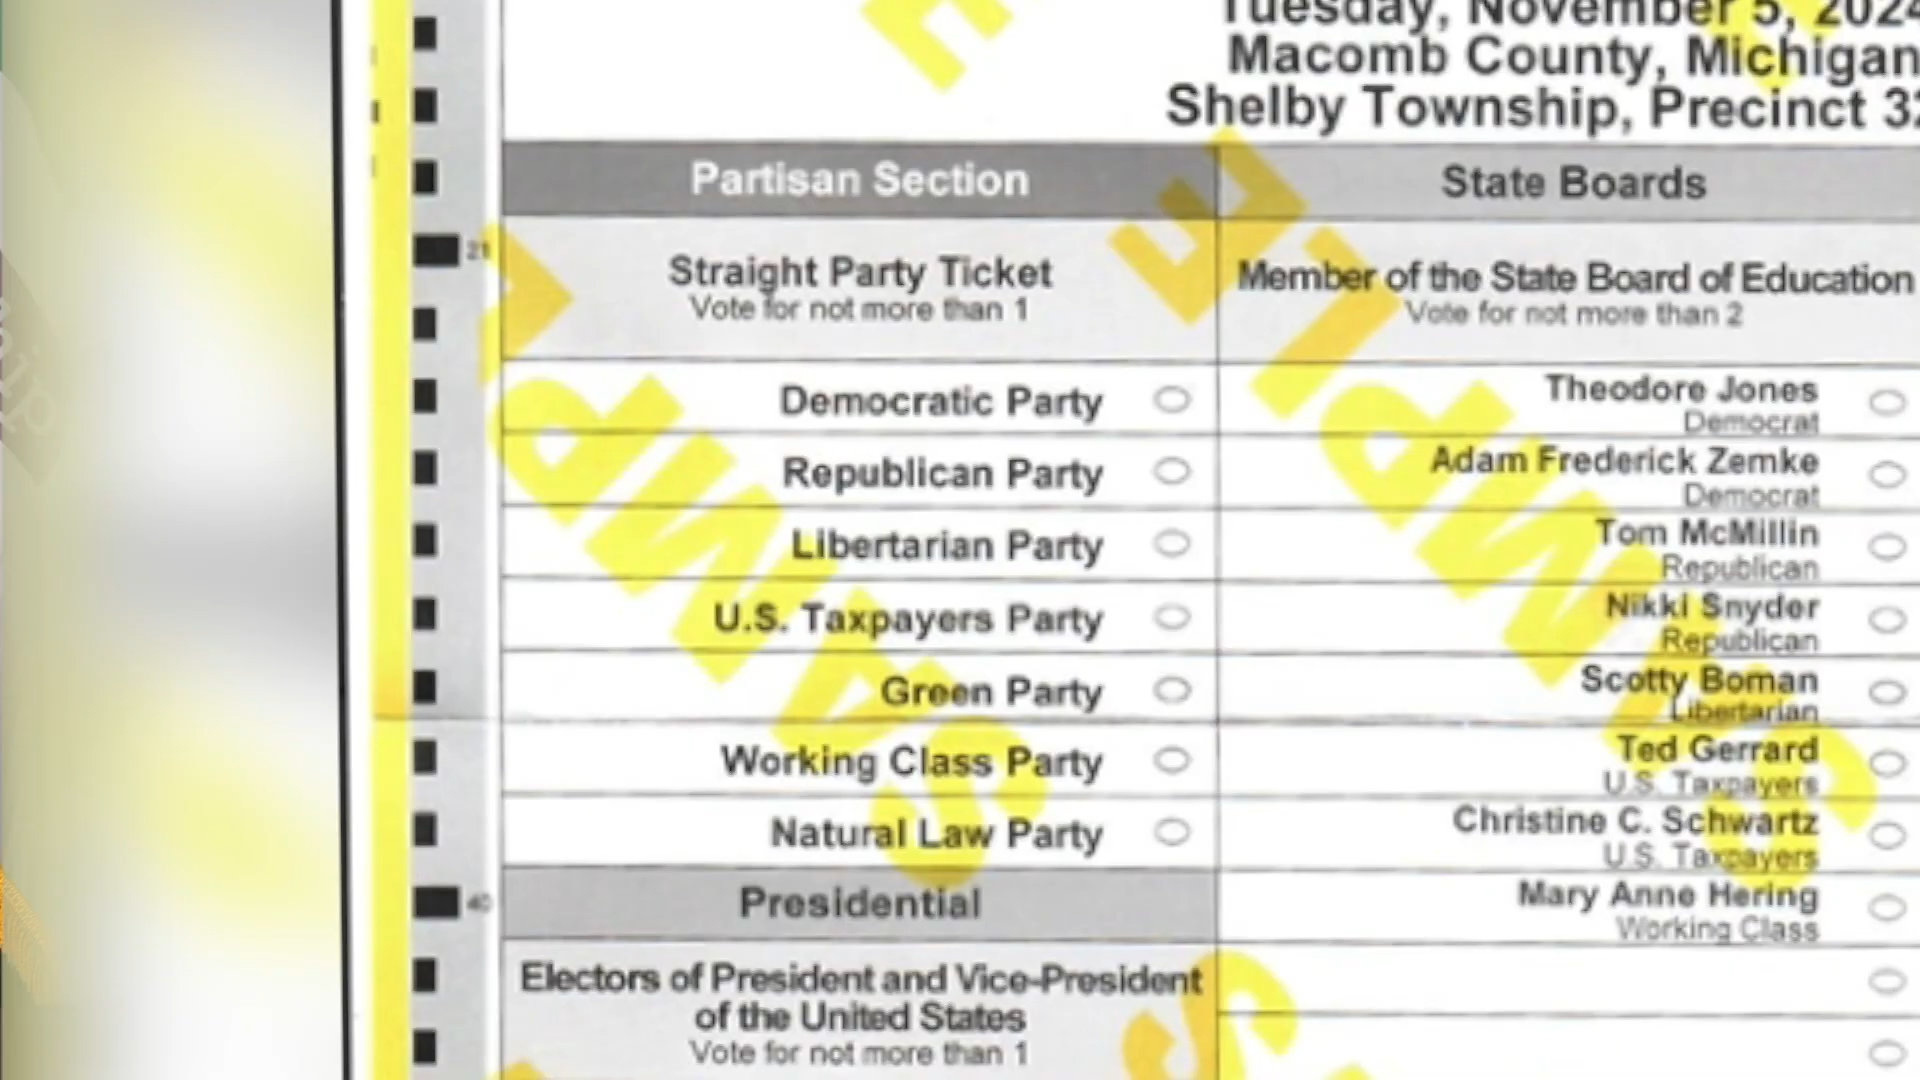 Tuesday, November 5, 2024
Macomb County, Michigan
Shelby Township, Precinct 32
Partisan Section
Straight Party Ticket
Vote for not more than 1
Democratic Party
Republican Party
Libertarian Party
U.S. Taxpayers Party
Green Party
Working Class Party
Natural Law Party
Presidential
Electors of President and Vice-President
of the United States
Vote for not more than 1
State Boards
Member of the State Board of Education
Vote for not more than 2
Theodore Jones
Democrat
Adam Frederick Zemke
Democrat
Tom McMillin
Republican
Nikki Snyder
Republican
Scotty Boman
Libertarian
Ted Gerrard
U.S. Taxpayers
Christine C. Schwartz
U.S. Taxpayers
Mary Anne Hering
Working Class
21
40
SAMPLE
SAMPLE